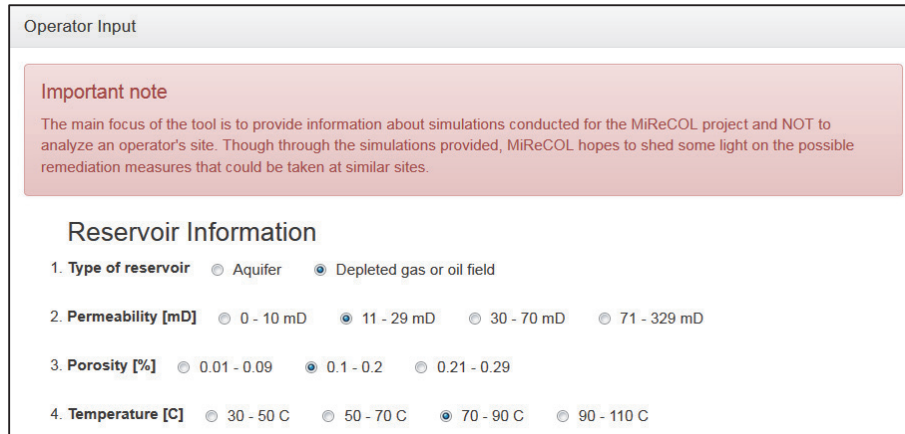 Operator Input
Important note
The main focus of the tool is to provide information about simulations conducted for the MiReCOL project and NOT to
analyze an operator's site. Though through the simulations provided, MiReCOL hopes to shed some light on the possible
remediation measures that could be taken at similar sites.
Reservoir Information
1. Type of reservoir Aquifer Depleted gas or oil field
2. Permeability [mD] 0 - 10 mD 11 - 29 mD 30 - 70 mD 71 - 329 mD
3. Porosity [%] 0.01 - 0.09 0.1 - 0.2 0.21 - 0.29
4. Temperature [C] 30 - 50 C 50 - 70 C 70 - 90 C 90 - 110 C